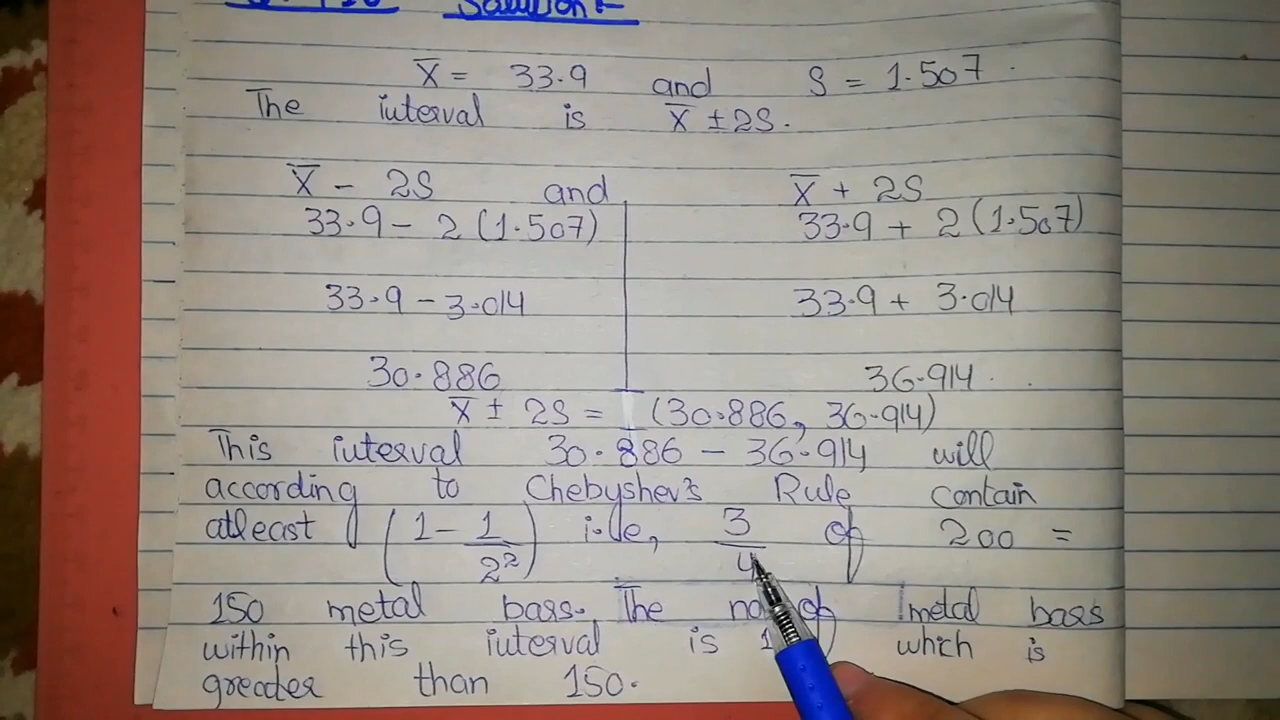 Solution:-
X̄ = 33.9 and S = 1.507
The interval is X̄ ± 2S.
X̄ - 2S and X̄ + 2S
33.9 - 2(1.507) 33.9 + 2(1.507)
33.9 - 3.014 33.9 + 3.014
30.886 36.914
X̄ ± 2S = (30.886, 36.914)
This interval 30.886 - 36.914 will
according to Chebyshev's Rule contain
atleast (1 - 1/2²) i.e, 3/4 of 200 =
150 metal bars. The no of metal bars
within this interval is which is
greater than 150.